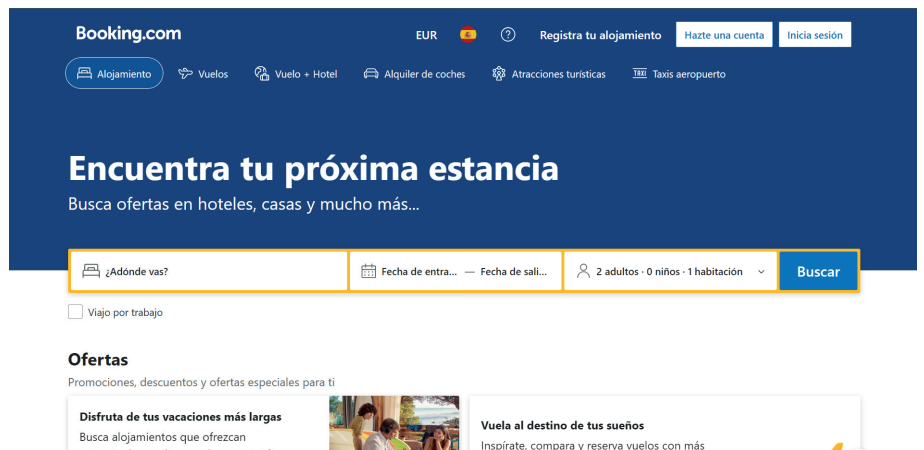 Booking.com
EUR
Registra tu alojamiento
Hazte una cuenta
Inicia sesión
Alojamiento
Vuelos
Vuelo + Hotel
Alquiler de coches
Atracciones turísticas
TAXI Taxis aeropuerto
Encuentra tu próxima estancia
Busca ofertas en hoteles, casas y mucho más...
¿Adónde vas?
Fecha de entra... — Fecha de sali...
2 adultos · 0 niños · 1 habitación
Buscar
Viajo por trabajo
Ofertas
Promociones, descuentos y ofertas especiales para ti
Disfruta de tus vacaciones más largas
Busca alojamientos que ofrezcan
Vuela al destino de tus sueños
Inspírate, compara y reserva vuelos con más